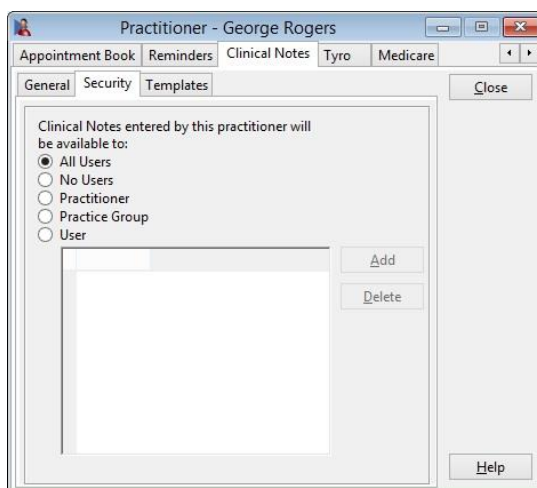 Practitioner - George Rogers
Appointment Book Reminders Clinical Notes Tyro Medicare
General Security Templates
Close
Clinical Notes entered by this practitioner will
be available to:
All Users
No Users
Practitioner
Practice Group
User
Add
Delete
Help